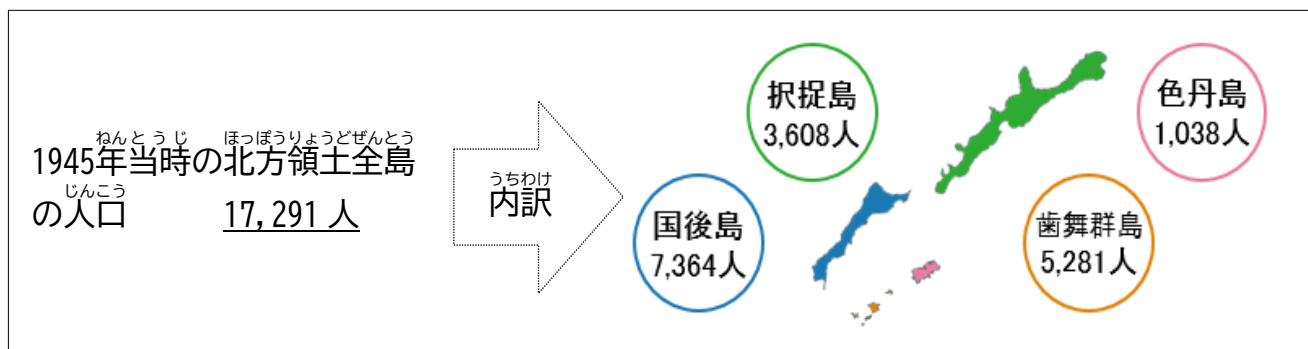 ねんとうじ ほっぽうりょうどぜんとう
1945年当時の北方領土全島
じんこう
の人口 17,291 人
うちわけ
内訳
択捉島
3,608人
色丹島
1,038人
国後島
7,364人
歯舞群島
5,281人